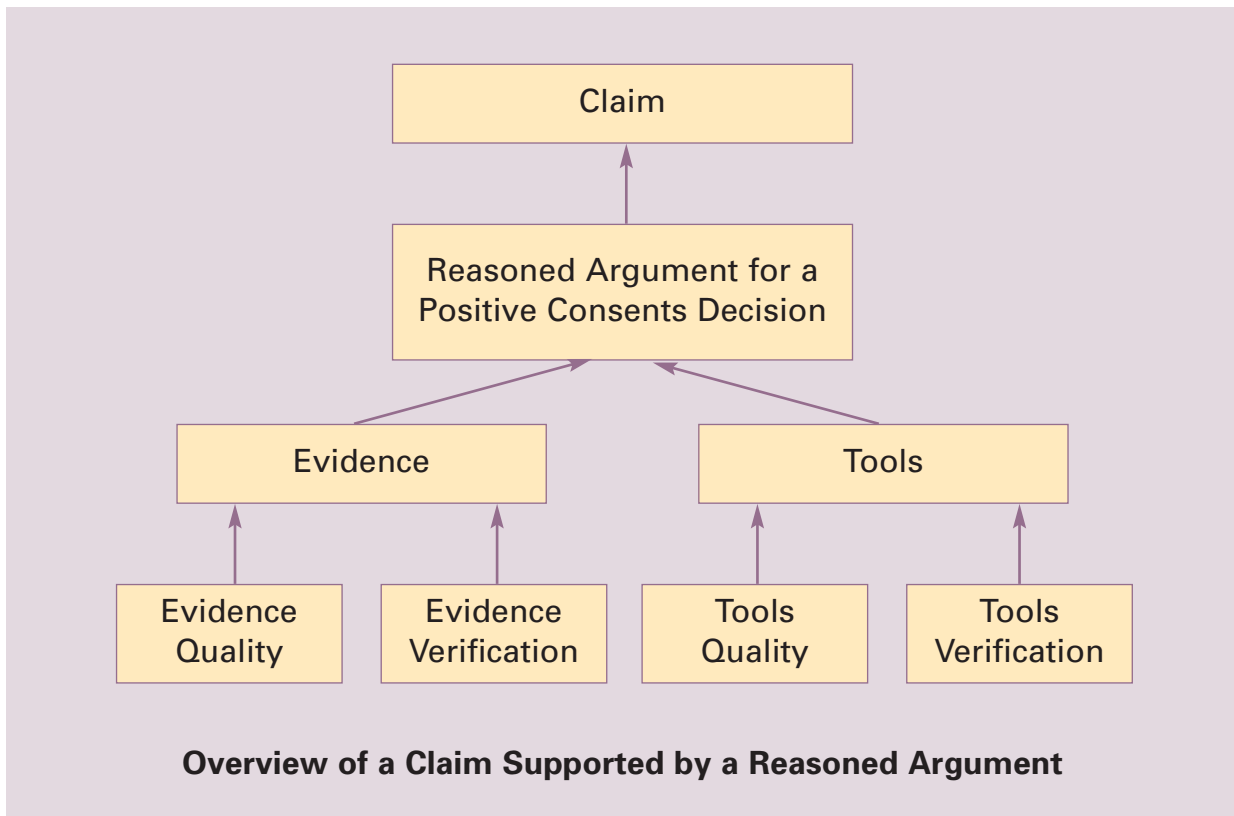 Claim
Reasoned Argument for a
Positive Consents Decision
Evidence
Tools
Evidence
Quality
Evidence
Verification
Tools
Quality
Tools
Verification
Overview of a Claim Supported by a Reasoned Argument